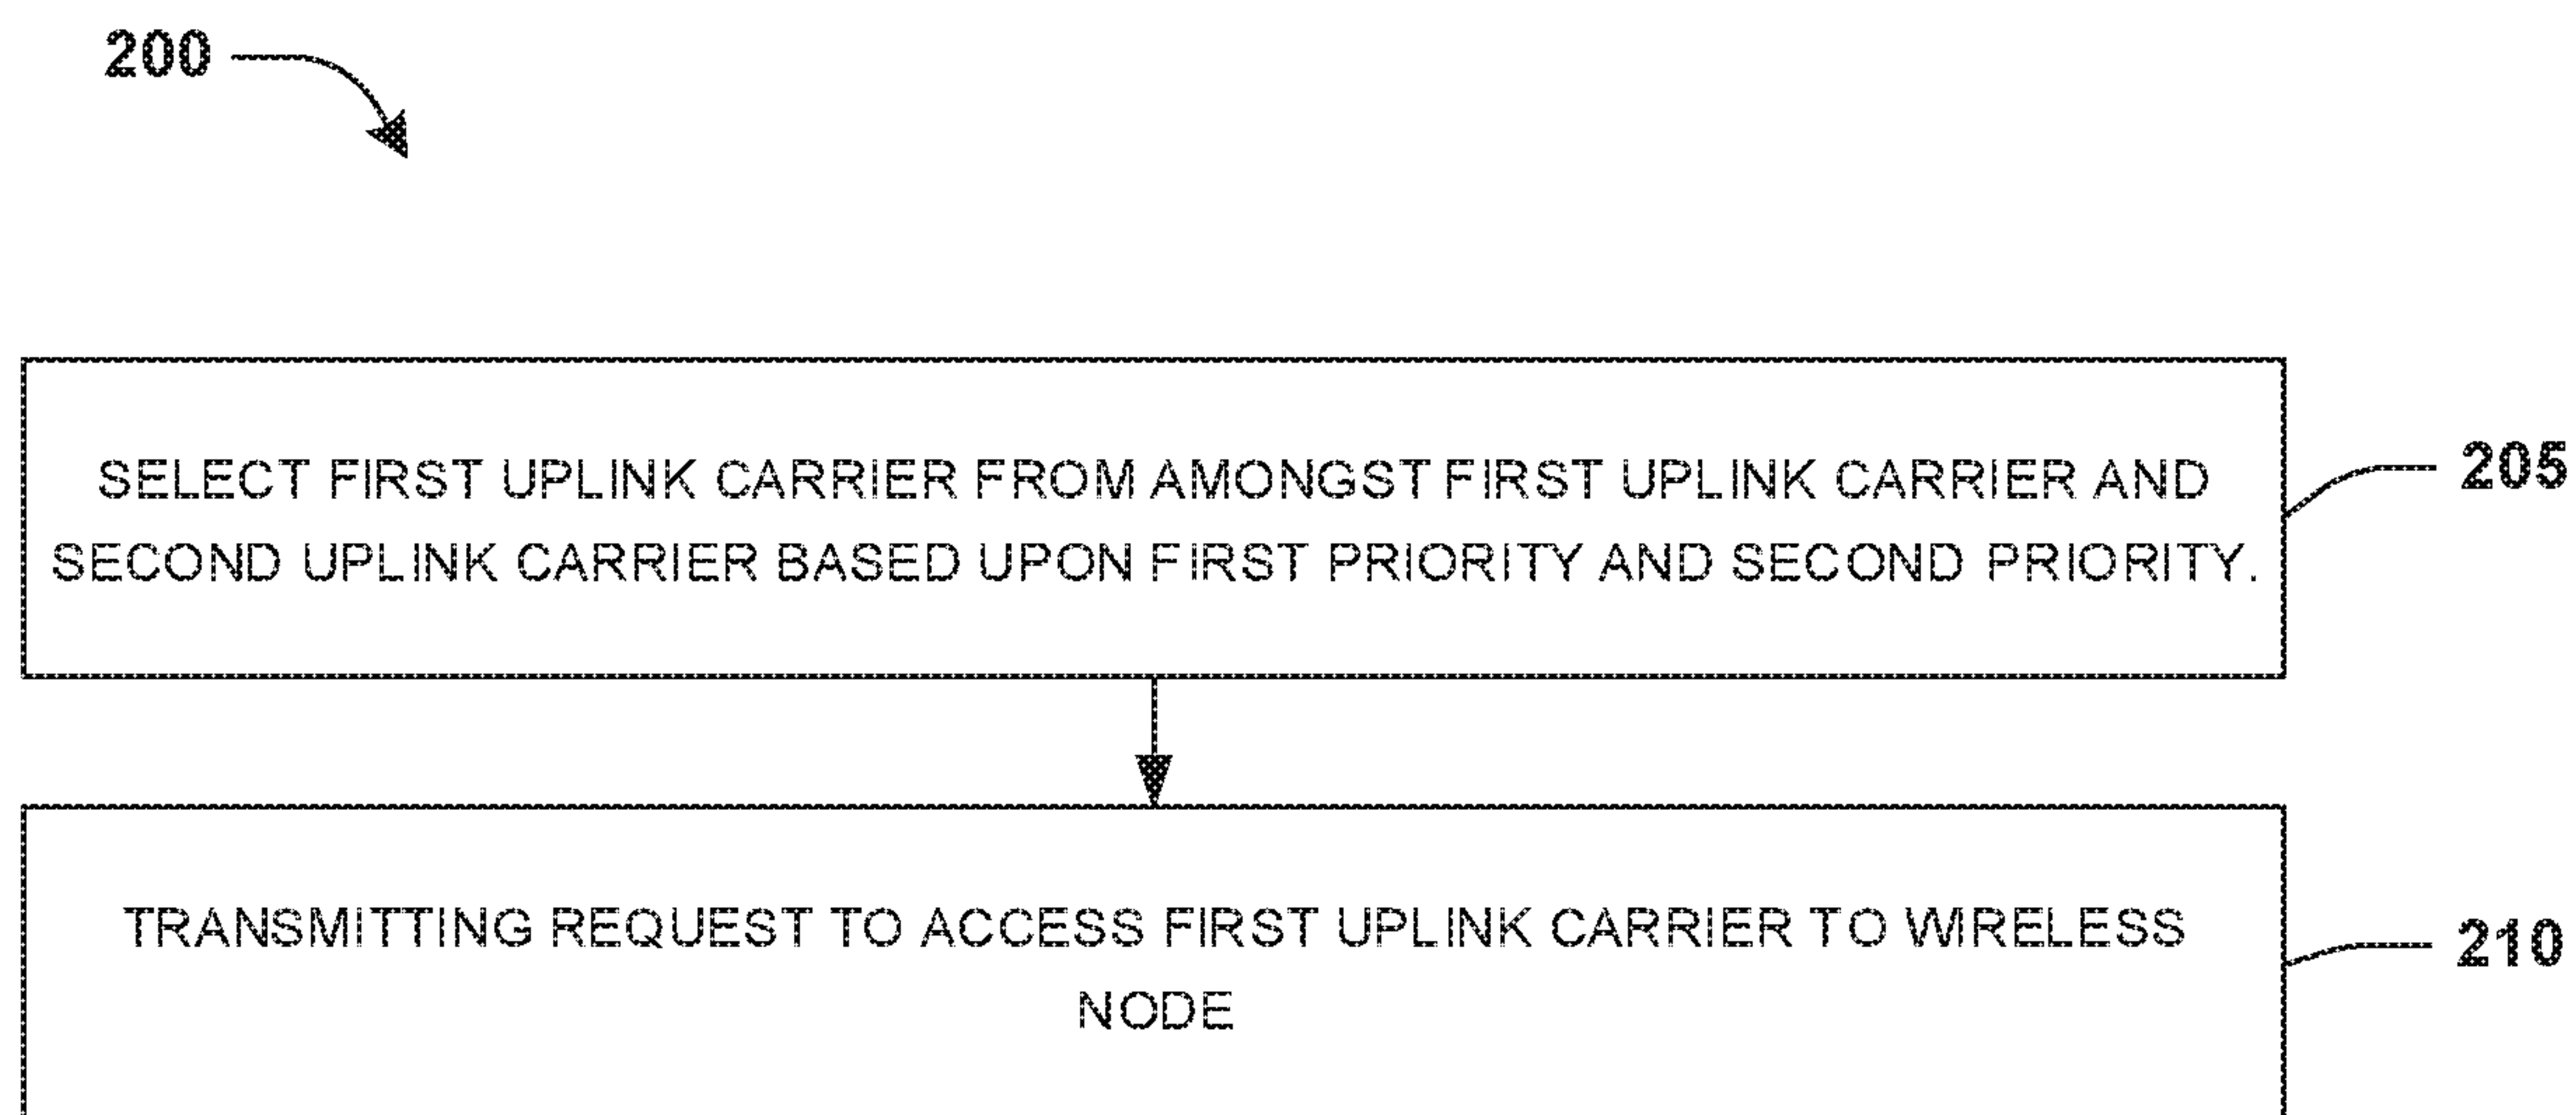 200
SELECT FIRST UPLINK CARRIER FROM AMONGST FIRST UPLINK CARRIER AND
SECOND UPLINK CARRIER BASED UPON FIRST PRIORITY AND SECOND PRIORITY.
205
TRANSMITTING REQUEST TO ACCESS FIRST UPLINK CARRIER TO WIRELESS
NODE
210